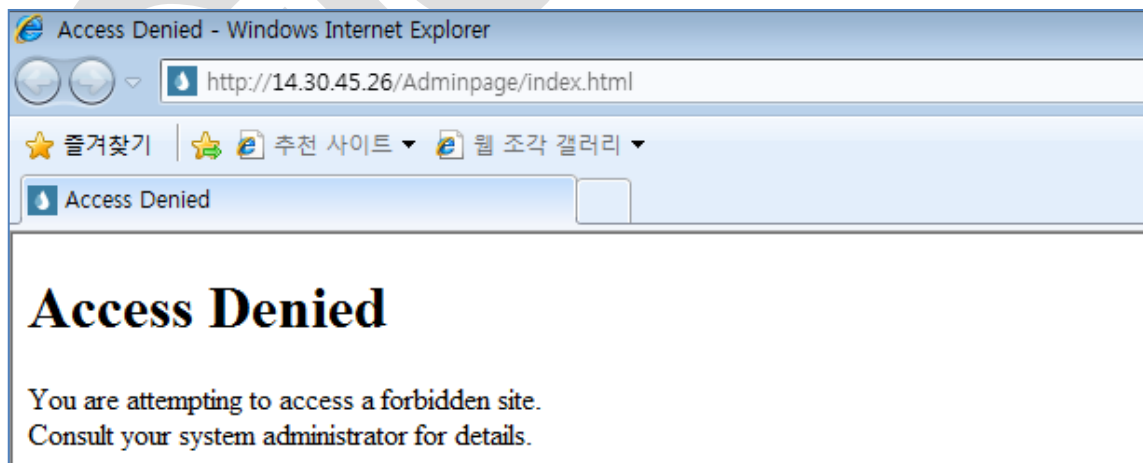 Access Denied - Windows Internet Explorer
http://14.30.45.26/Adminpage/index.html
즐겨찾기 추천 사이트 ▼ 웹 조각 갤러리 ▼
Access Denied
Access Denied
You are attempting to access a forbidden site.
Consult your system administrator for details.